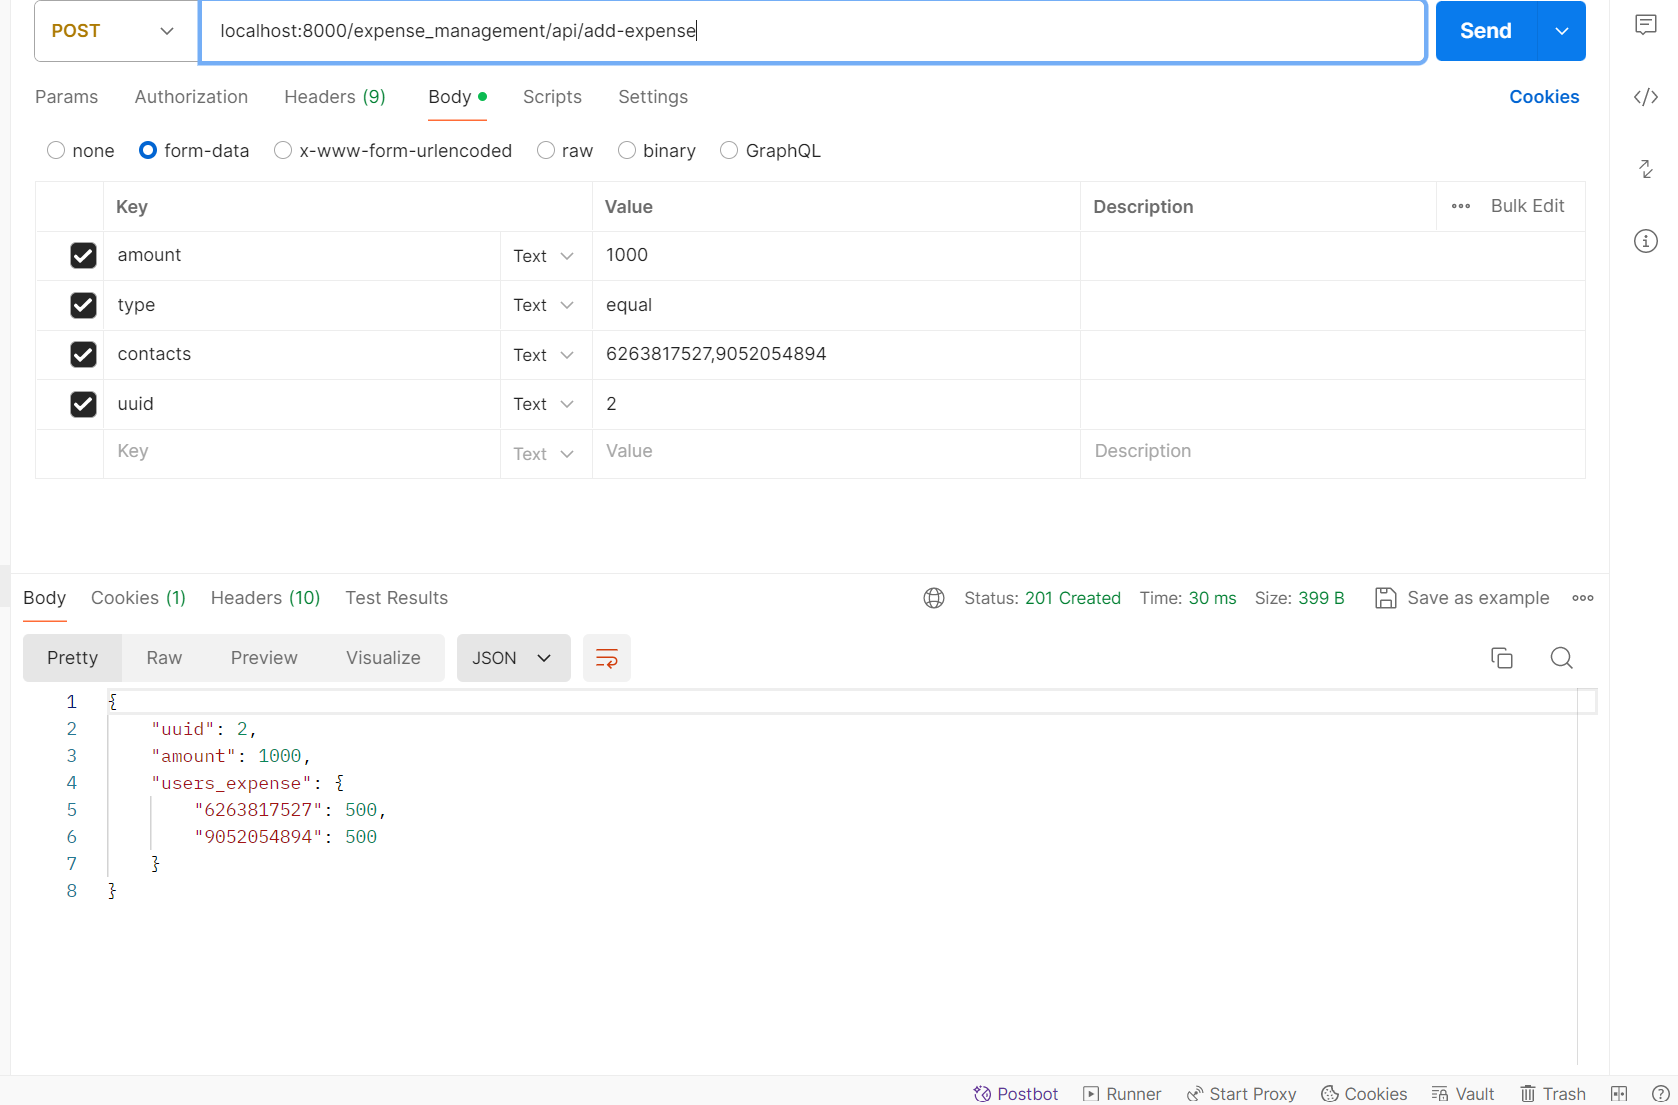 POST localhost:8000/expense_management/api/add-expense Send
Params Authorization Headers (9) Body Scripts Settings Cookies
none form-data x-www-form-urlencoded raw binary GraphQL
Key Value Description Bulk Edit
amount Text 1000
type Text equal
contacts Text 6263817527,9052054894
uuid Text 2
Key Text Value Description
Body Cookies (1) Headers (10) Test Results Status: 201 Created Time: 30 ms Size: 399 B Save as example
Pretty Raw Preview Visualize JSON
1 {
2 "uuid": 2,
3 "amount": 1000,
4 "users_expense": {
5 "6263817527": 500,
6 "9052054894": 500
7 }
8 }
Postbot Runner Start Proxy Cookies Vault Trash